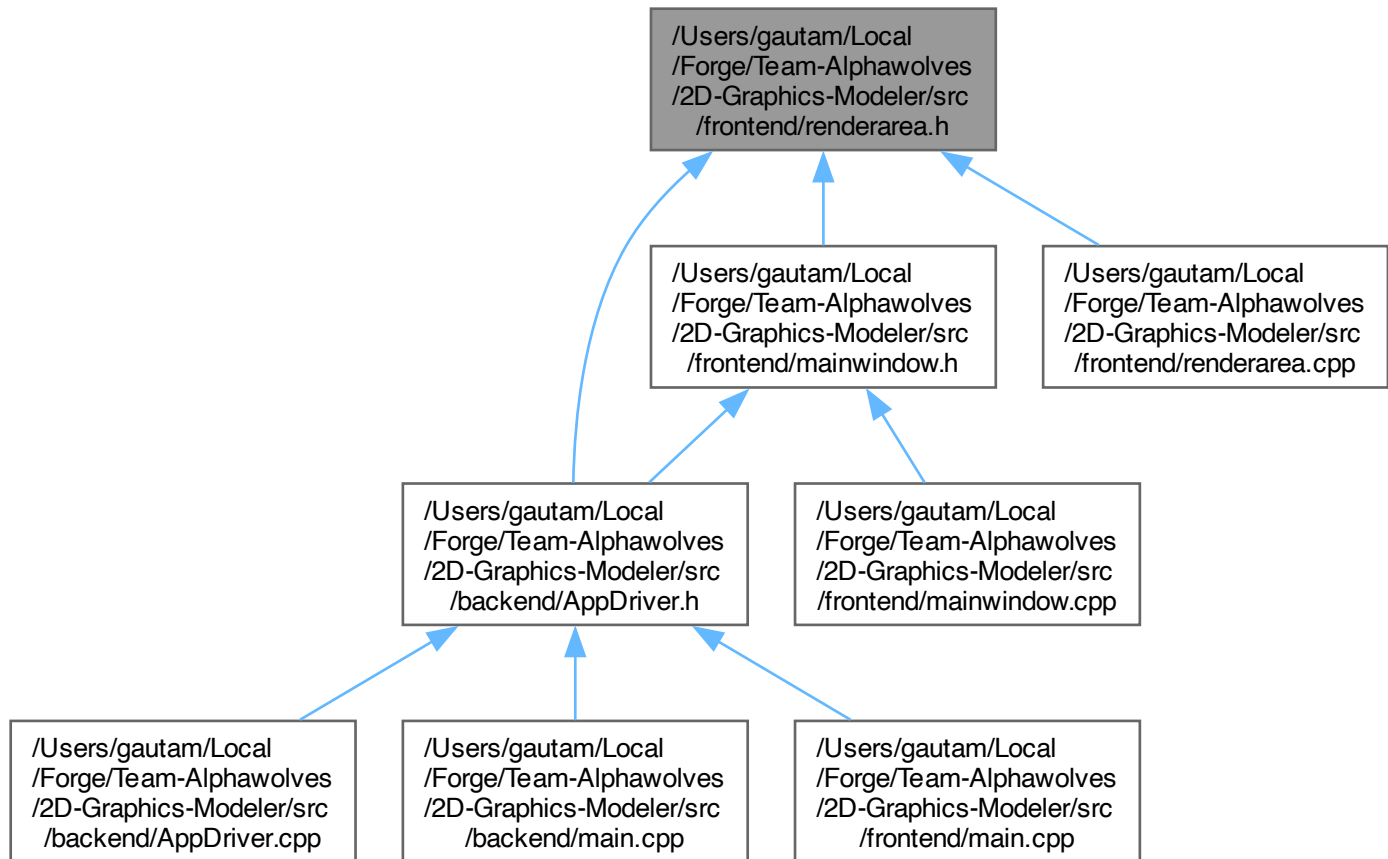 /Users/gautam/Local
/Forge/Team-Alphawolves
/2D-Graphics-Modeler/src
/frontend/renderarea.h
/Users/gautam/Local
/Forge/Team-Alphawolves
/2D-Graphics-Modeler/src
/frontend/mainwindow.h
/Users/gautam/Local
/Forge/Team-Alphawolves
/2D-Graphics-Modeler/src
/frontend/renderarea.cpp
/Users/gautam/Local
/Forge/Team-Alphawolves
/2D-Graphics-Modeler/src
/backend/AppDriver.h
/Users/gautam/Local
/Forge/Team-Alphawolves
/2D-Graphics-Modeler/src
/frontend/mainwindow.cpp
/Users/gautam/Local
/Forge/Team-Alphawolves
/2D-Graphics-Modeler/src
/backend/AppDriver.cpp
/Users/gautam/Local
/Forge/Team-Alphawolves
/2D-Graphics-Modeler/src
/backend/main.cpp
/Users/gautam/Local
/Forge/Team-Alphawolves
/2D-Graphics-Modeler/src
/frontend/main.cpp